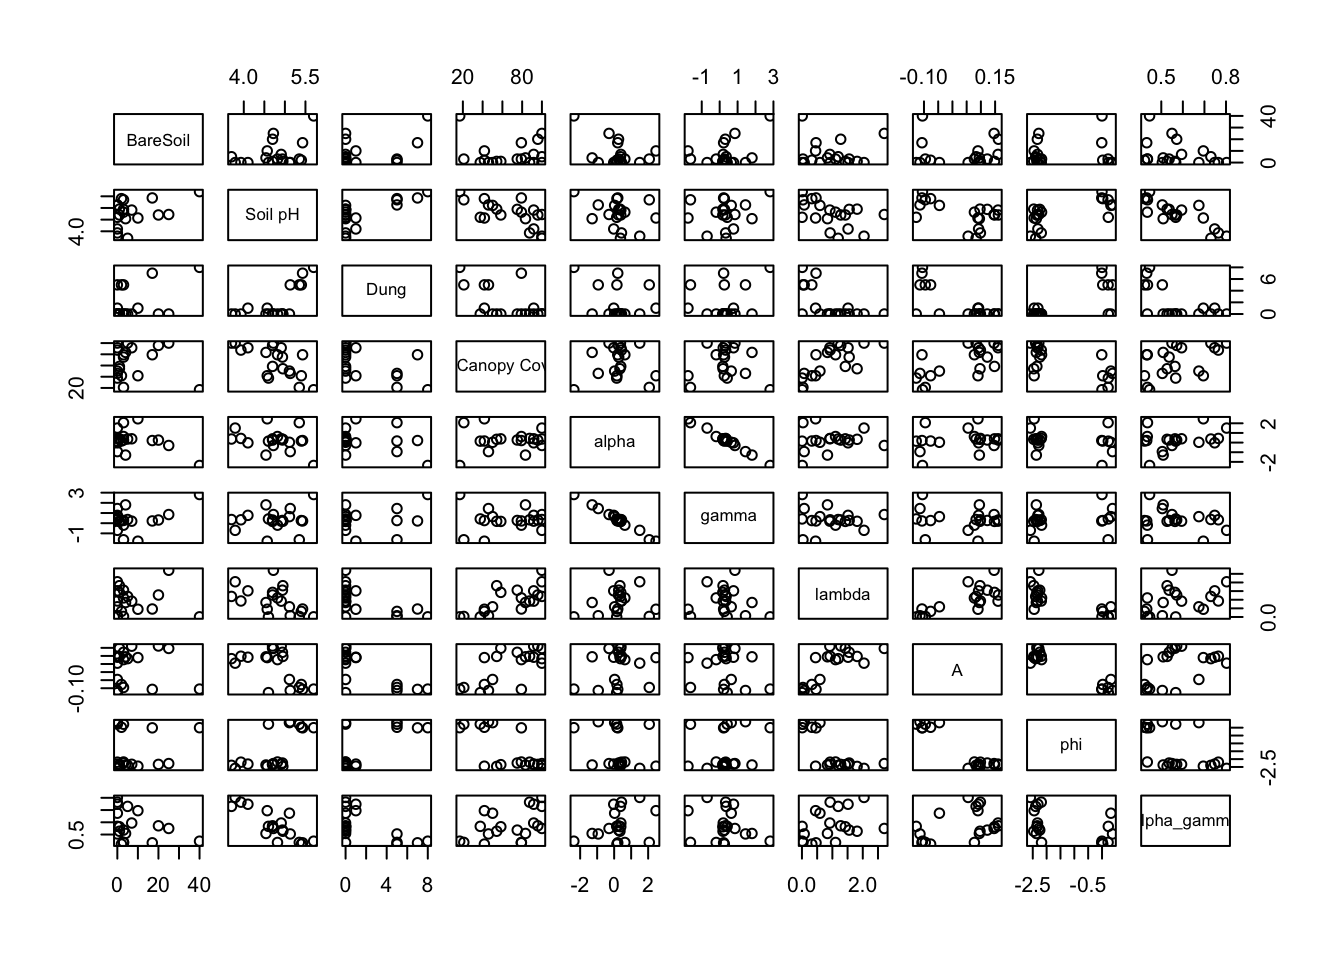 4.0 5.5 20 80 -1 1 3 -0.10 0.15 0.5 0.8
BareSoil 0 40
4.0 Soil pH
Dung 0 6
20 Canopy Cov
alpha -2 2
-1 3 gamma
lambda 0.0
-0.10 A
phi -2.5
0.5 lpha_gamm
0 20 40 0 4 8 -2 0 2 0.0 2.0 -2.5 -0.5